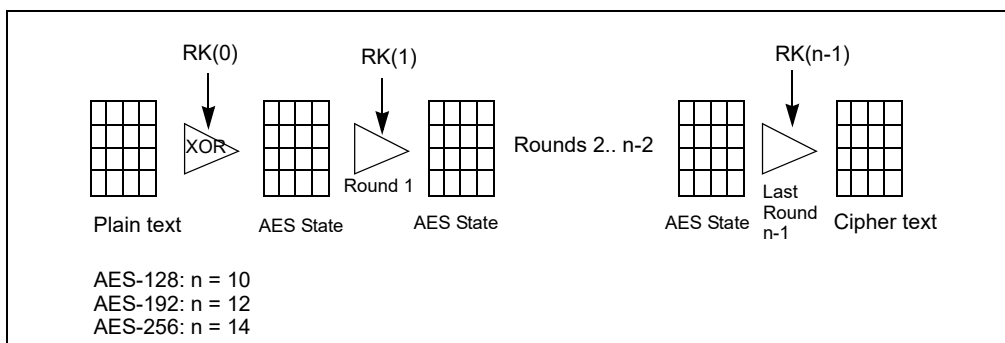 RK(0)
RK(1)
RK(n-1)
XOR
Rounds 2.. n-2
Round 1
Plain text
AES State
AES State
AES State
Last
Round
n-1
Cipher text
AES-128: n = 10
AES-192: n = 12
AES-256: n = 14